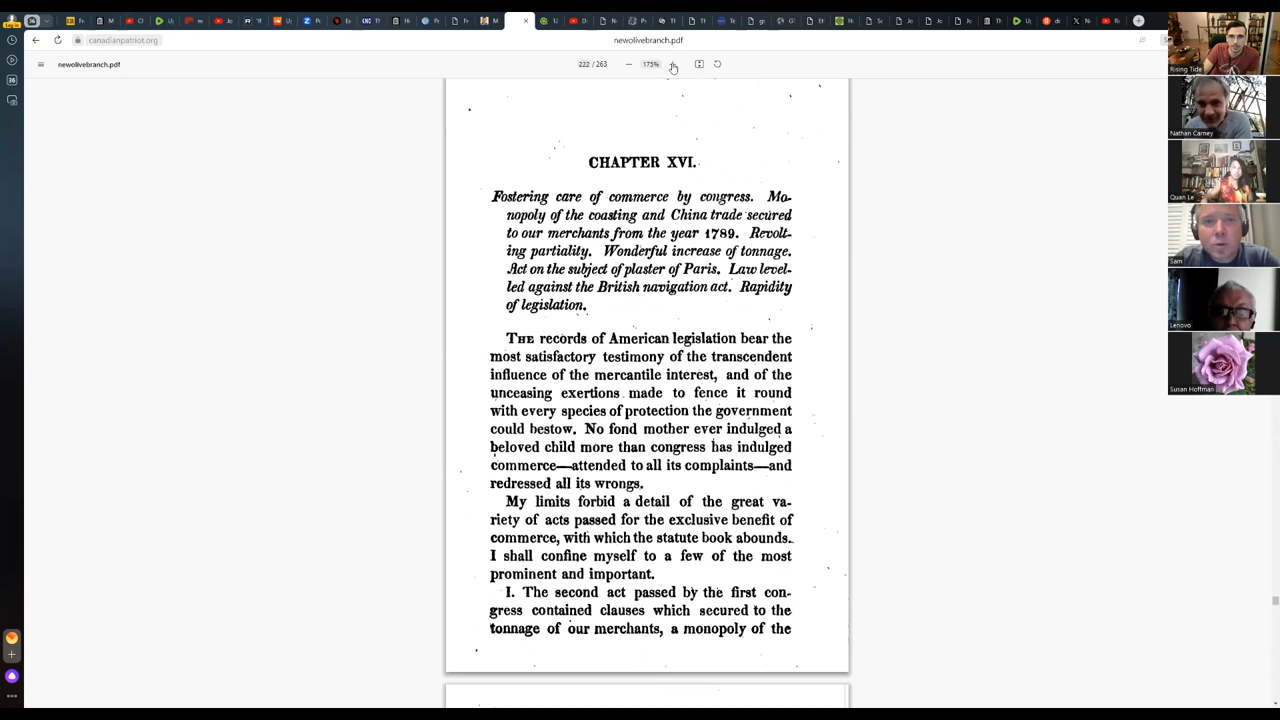 Log in
36
canadianpatriot.org
newolivebranch.pdf
newolivebranch.pdf
222 / 263
175%
36
CHAPTER XVI.
Fostering care of commerce by congress. Mo-
nopoly of the coasting and China trade secured
to our merchants from the year 1789. Revolt-
ing partiality. Wonderful increase of tonnage.
Act on the subject of plaster of Paris. Law level-
led against the British navigation act. Rapidity
of legislation.
THE records of American legislation bear the
most satisfactory testimony of the transcendent
influence of the mercantile interest, and of the
unceasing exertions made to fence it round
with every species of protection the government
could bestow. No fond mother ever indulged a
beloved child more than congress has indulged
commerce—attended to all its complaints—and
redressed all its wrongs.
My limits forbid a detail of the great va-
riety of acts passed for the exclusive benefit of
commerce, with which the statute book abounds.
I shall confine myself to a few of the most
prominent and important.
I. The second act passed by the first con-
gress contained clauses which secured to the
tonnage of our merchants, a monopoly of the
Rising Tide
Nathan Carney
Quan Le
Sam
Lenovo
Susan Hoffman